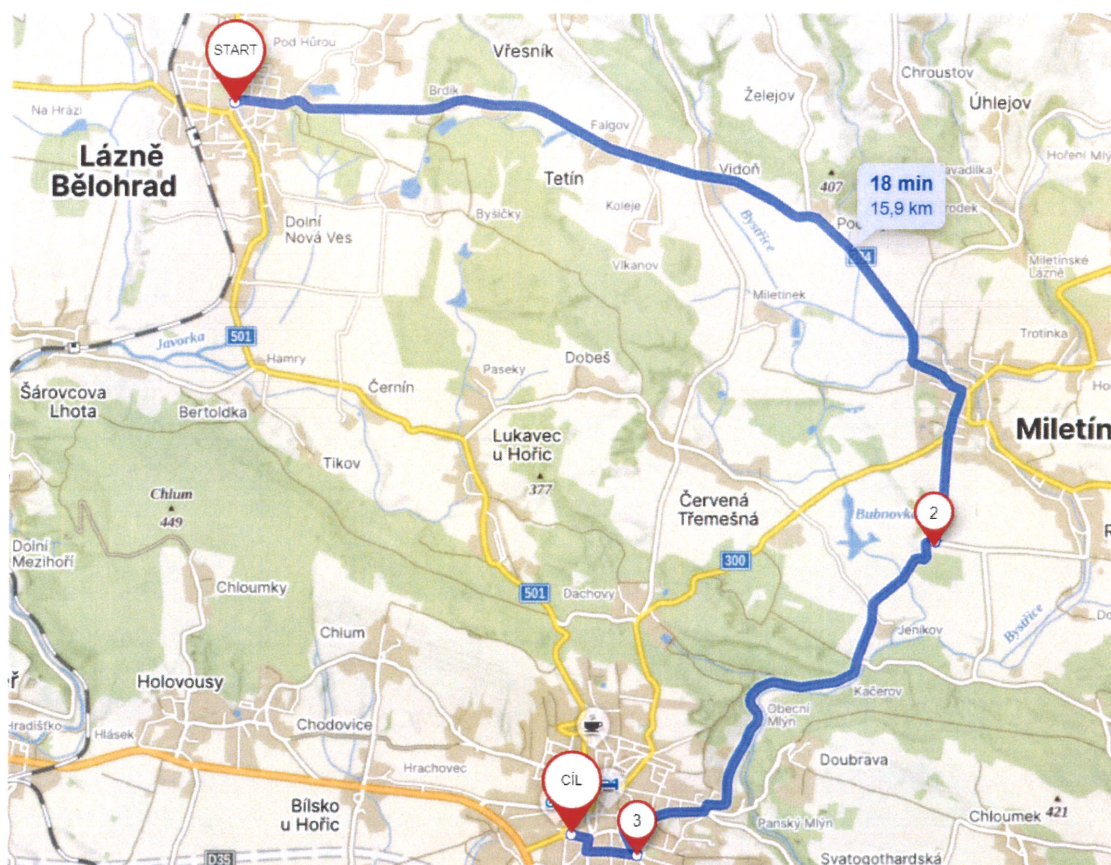 START
Pod Hůrou
Vřesník
Chroustov
Na Hrázi
Brdík
Želejov
Úhlejov
Falgov
Hoření Mlýn
Lázně
Bělohrad
Tetín
Vidoň
407
18 min
15,9 km
Koleje
Byšičky
Dolní
Nová Ves
Bystřice
Vlkanov
Miletínské
Lázně
Miletínek
501
Javorka
Hamry
Trotinka
Dobeš
Paseky
Černín
Šárovcova
Lhota
Bertoldka
Miletín
Lukavec
u Hořic
377
Tikov
Chlum
449
Červená
Třemešná
Bubnovka
2
Dolní
Mezihoří
300
Chloumky
501
Dachovy
Bystřice
Jeníkov
Chlum
Holovousy
Kačerov
Obecní
Mlýn
Chodovice
Hradíšťko
Hlásek
Doubrava
Hrachovec
CÍL
Bílsko
u Hořic
3
Panský Mlýn
Chloumek
421
D35
Svatogothardská